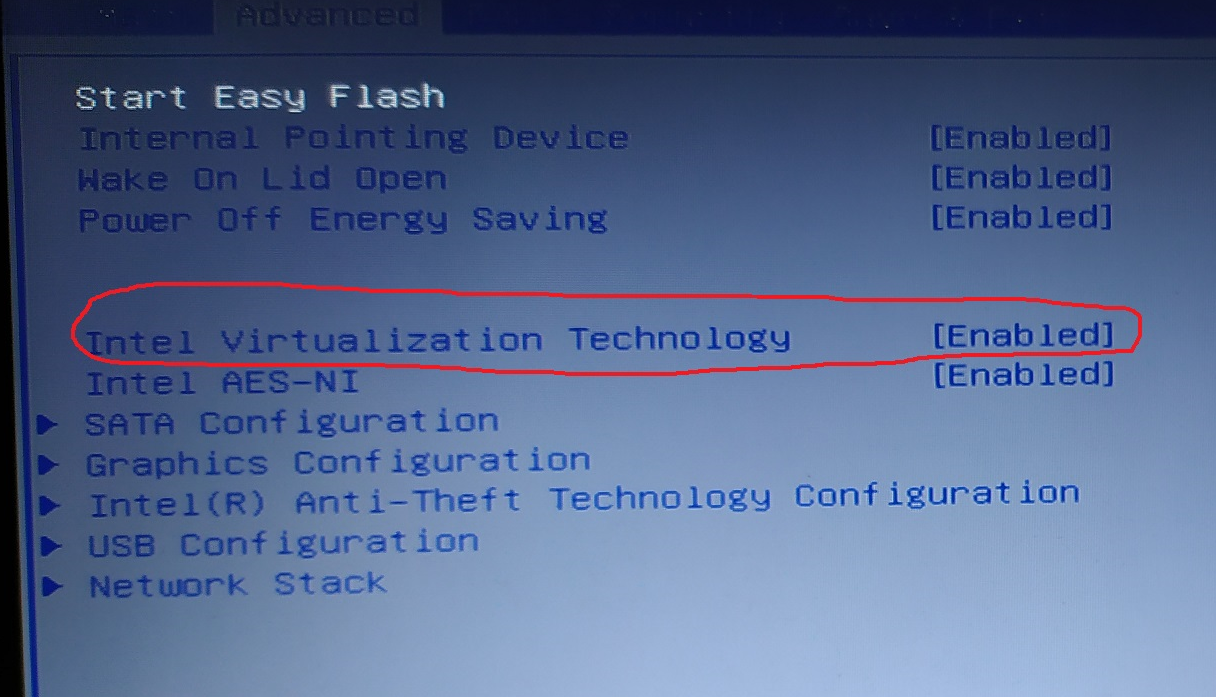 Advanced
Start Easy Flash
Internal Pointing Device [Enabled]
Wake On Lid Open [Enabled]
Power Off Energy Saving [Enabled]
Intel Virtualization Technology [Enabled]
Intel AES-NI [Enabled]
SATA Configuration
Graphics Configuration
Intel(R) Anti-Theft Technology Configuration
USB Configuration
Network Stack